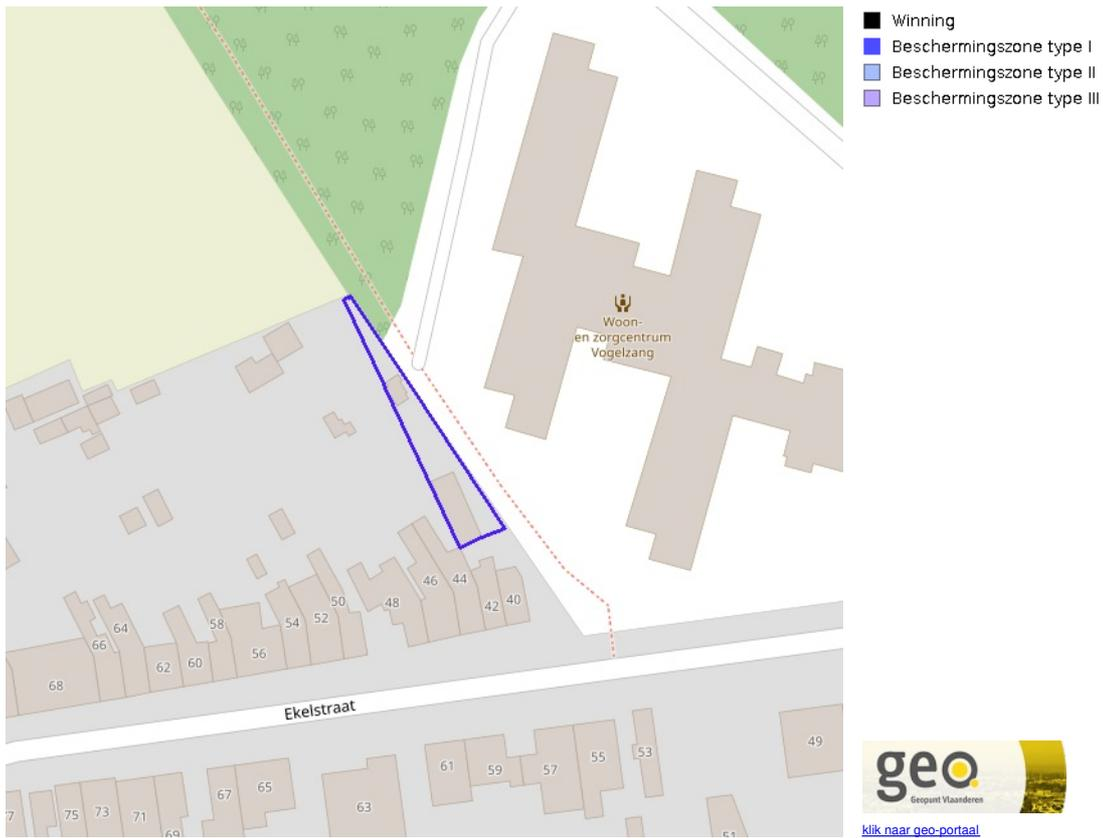 Winning
Beschermingszone type I
Beschermingszone type II
Beschermingszone type III
Woon-
en zorgcentrum
Vogelzang
50
46
44
48
42
40
64
58
54
52
66
62
60
56
68
Ekelstraat
49
61
59
57
55
53
67
65
63
75
73
71
69
51
geo
Geopunt Vlaanderen
klik naar geo-portaal